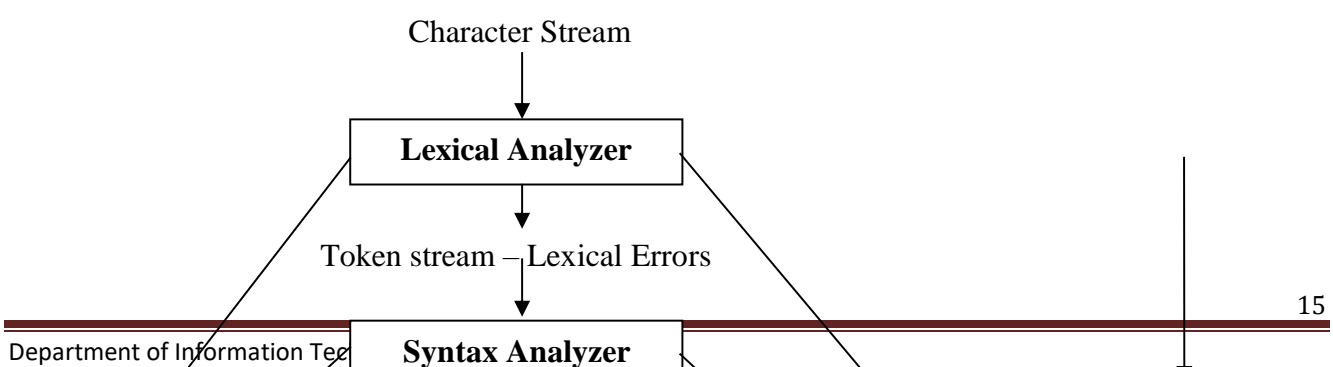 Character Stream
Lexical Analyzer
Token stream – Lexical Errors
15
Syntax Analyzer
Department of Information Tec